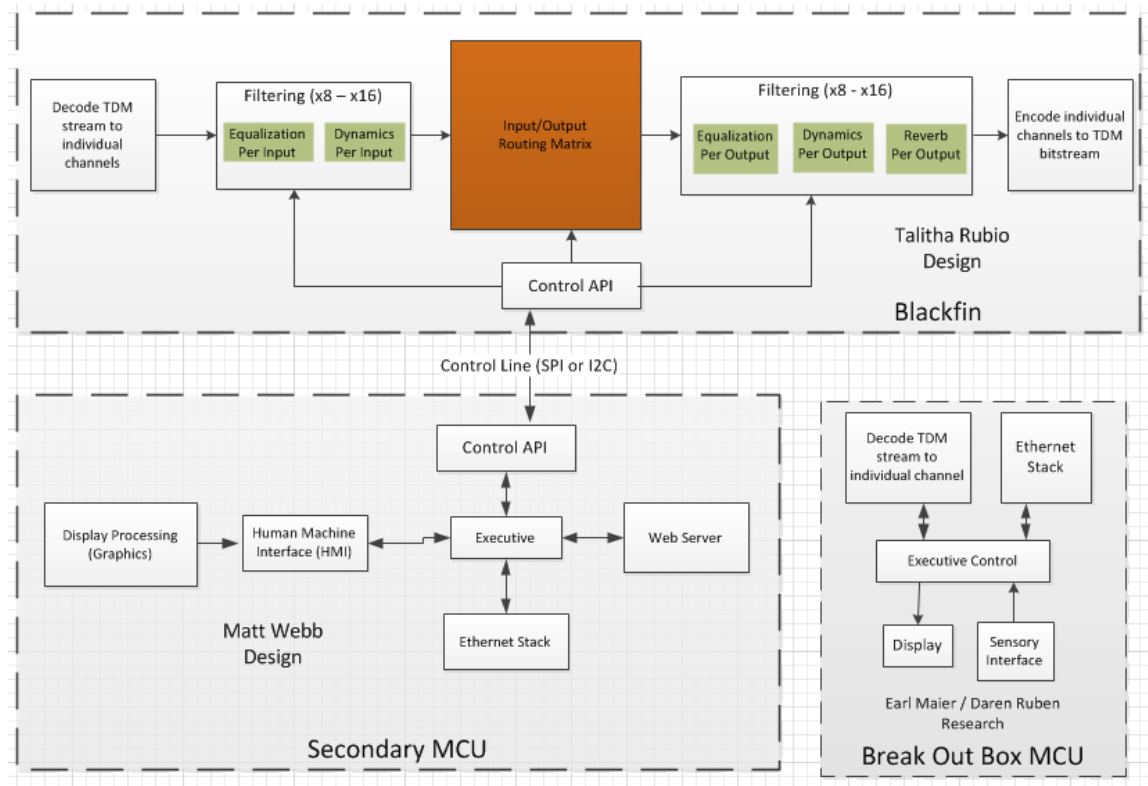 Decode TDM
stream to
individual
channels
Filtering (x8 – x16)
Equalization
Per Input
Dynamics
Per Input
Input/Output
Routing Matrix
Filtering (x8 - x16)
Equalization
Per Output
Dynamics
Per Output
Reverb
Per Output
Encode individual
channels to TDM
bitstream
Talitha Rubio
Design
Control API
Blackfin
Control Line (SPI or I2C)
Control API
Display Processing
(Graphics)
Human Machine
Interface (HMI)
Executive
Web Server
Ethernet Stack
Matt Webb
Design
Secondary MCU
Decode TDM
stream to
individual channel
Ethernet
Stack
Executive Control
Display
Sensory
Interface
Earl Maier / Daren Ruben
Research
Break Out Box MCU